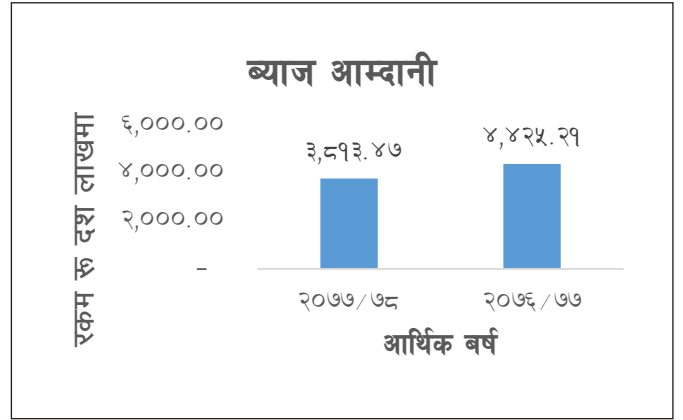 ब्याज आम्दानी
रकम रू दश लाखमा
६,०००.००
४,०००.००
२,०००.००
-
३,८१३.४७
४,४२५.२१
२०७७/७८
२०७६/७७
आर्थिक बर्ष